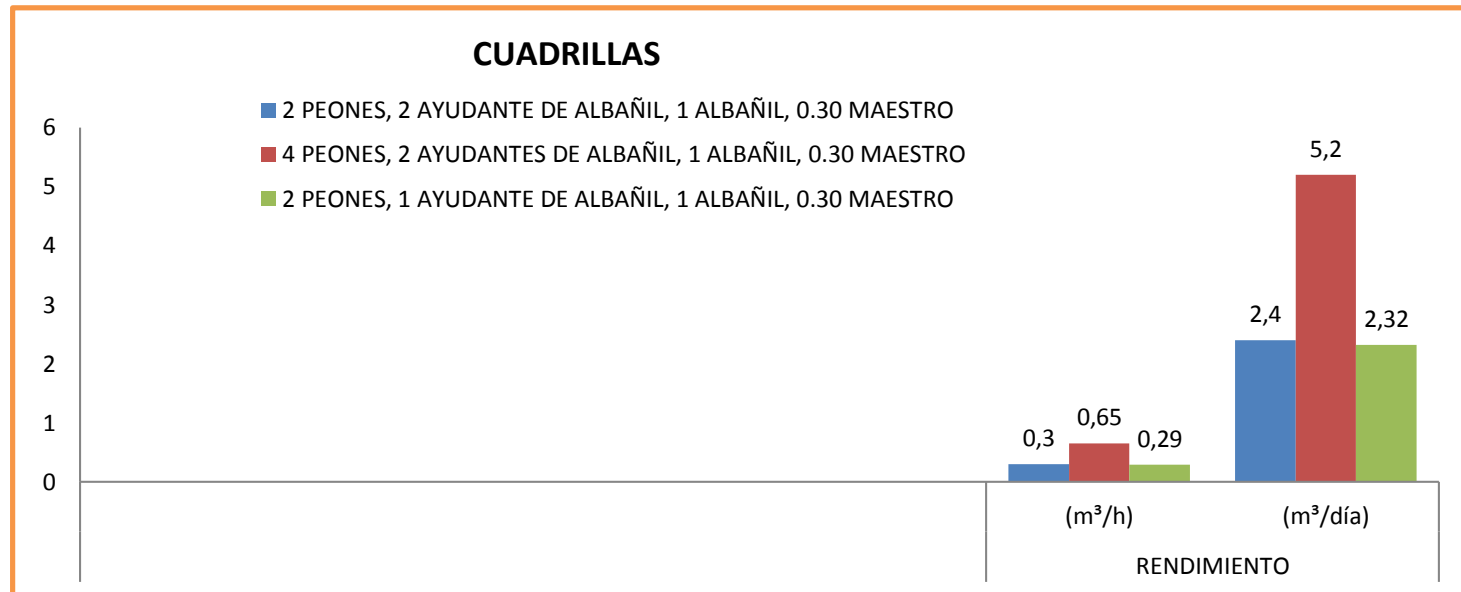 CUADRILLAS
2 PEONES, 2 AYUDANTE DE ALBAÑIL, 1 ALBAÑIL, 0.30 MAESTRO
4 PEONES, 2 AYUDANTES DE ALBAÑIL, 1 ALBAÑIL, 0.30 MAESTRO
2 PEONES, 1 AYUDANTE DE ALBAÑIL, 1 ALBAÑIL, 0.30 MAESTRO
6
5
4
3
2
1
0
0,3
0,65
0,29
2,4
5,2
2,32
(m³/h)
(m³/día)
RENDIMIENTO